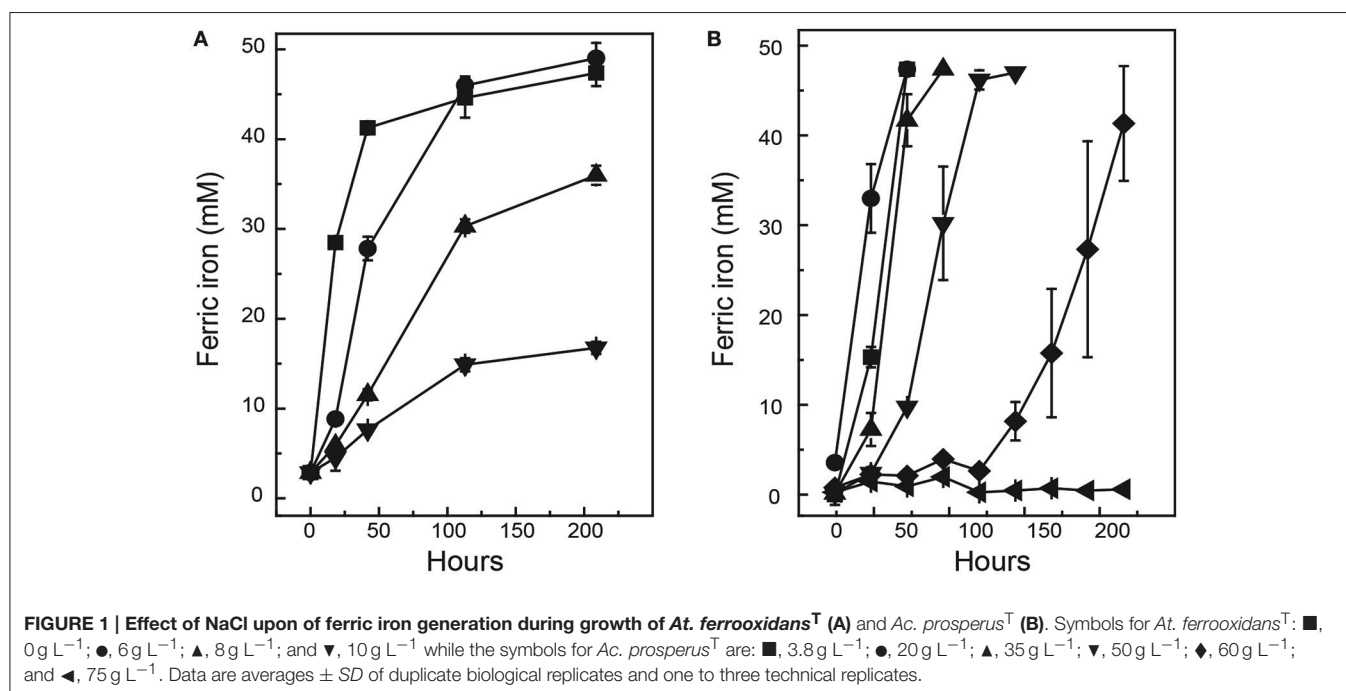 A
B
50
40
30
20
10
0
Ferric iron (mM)
0 50 100 150 200
Hours
50
40
30
20
10
0
Ferric iron (mM)
0 50 100 150 200
Hours
FIGURE 1 | Effect of NaCl upon of ferric iron generation during growth of At. ferrooxidansᵀ (A) and Ac. prosperusᵀ (B). Symbols for At. ferrooxidansᵀ: ■,
0 g L⁻¹; ●, 6 g L⁻¹; ▲, 8 g L⁻¹; and ▼, 10 g L⁻¹ while the symbols for Ac. prosperusᵀ are: ■, 3.8 g L⁻¹; ●, 20 g L⁻¹; ▲, 35 g L⁻¹; ▼, 50 g L⁻¹; ♦, 60 g L⁻¹;
and ◄, 75 g L⁻¹. Data are averages ± SD of duplicate biological replicates and one to three technical replicates.